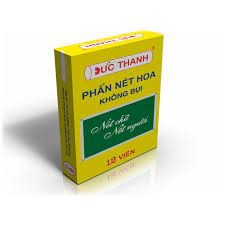 ĐỨC THANH
PHẤN NÉT HOA
KHÔNG BỤI
Nét chữ
Nết người
12 VIÊN